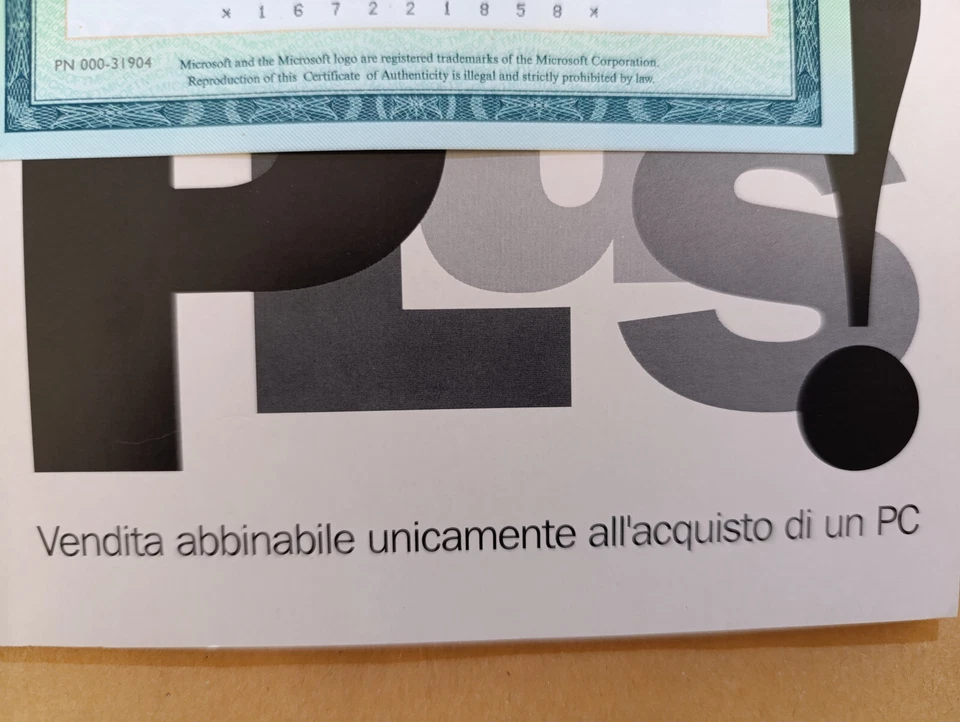 * 1 6 7 2 2 1 8 5 8 *
PN 000-31904
Microsoft and the Microsoft logo are registered trademarks of the Microsoft Corporation.
Reproduction of this Certificate of Authenticity is illegal and strictly prohibited by law.
PLUS!
Vendita abbinabile unicamente all'acquisto di un PC